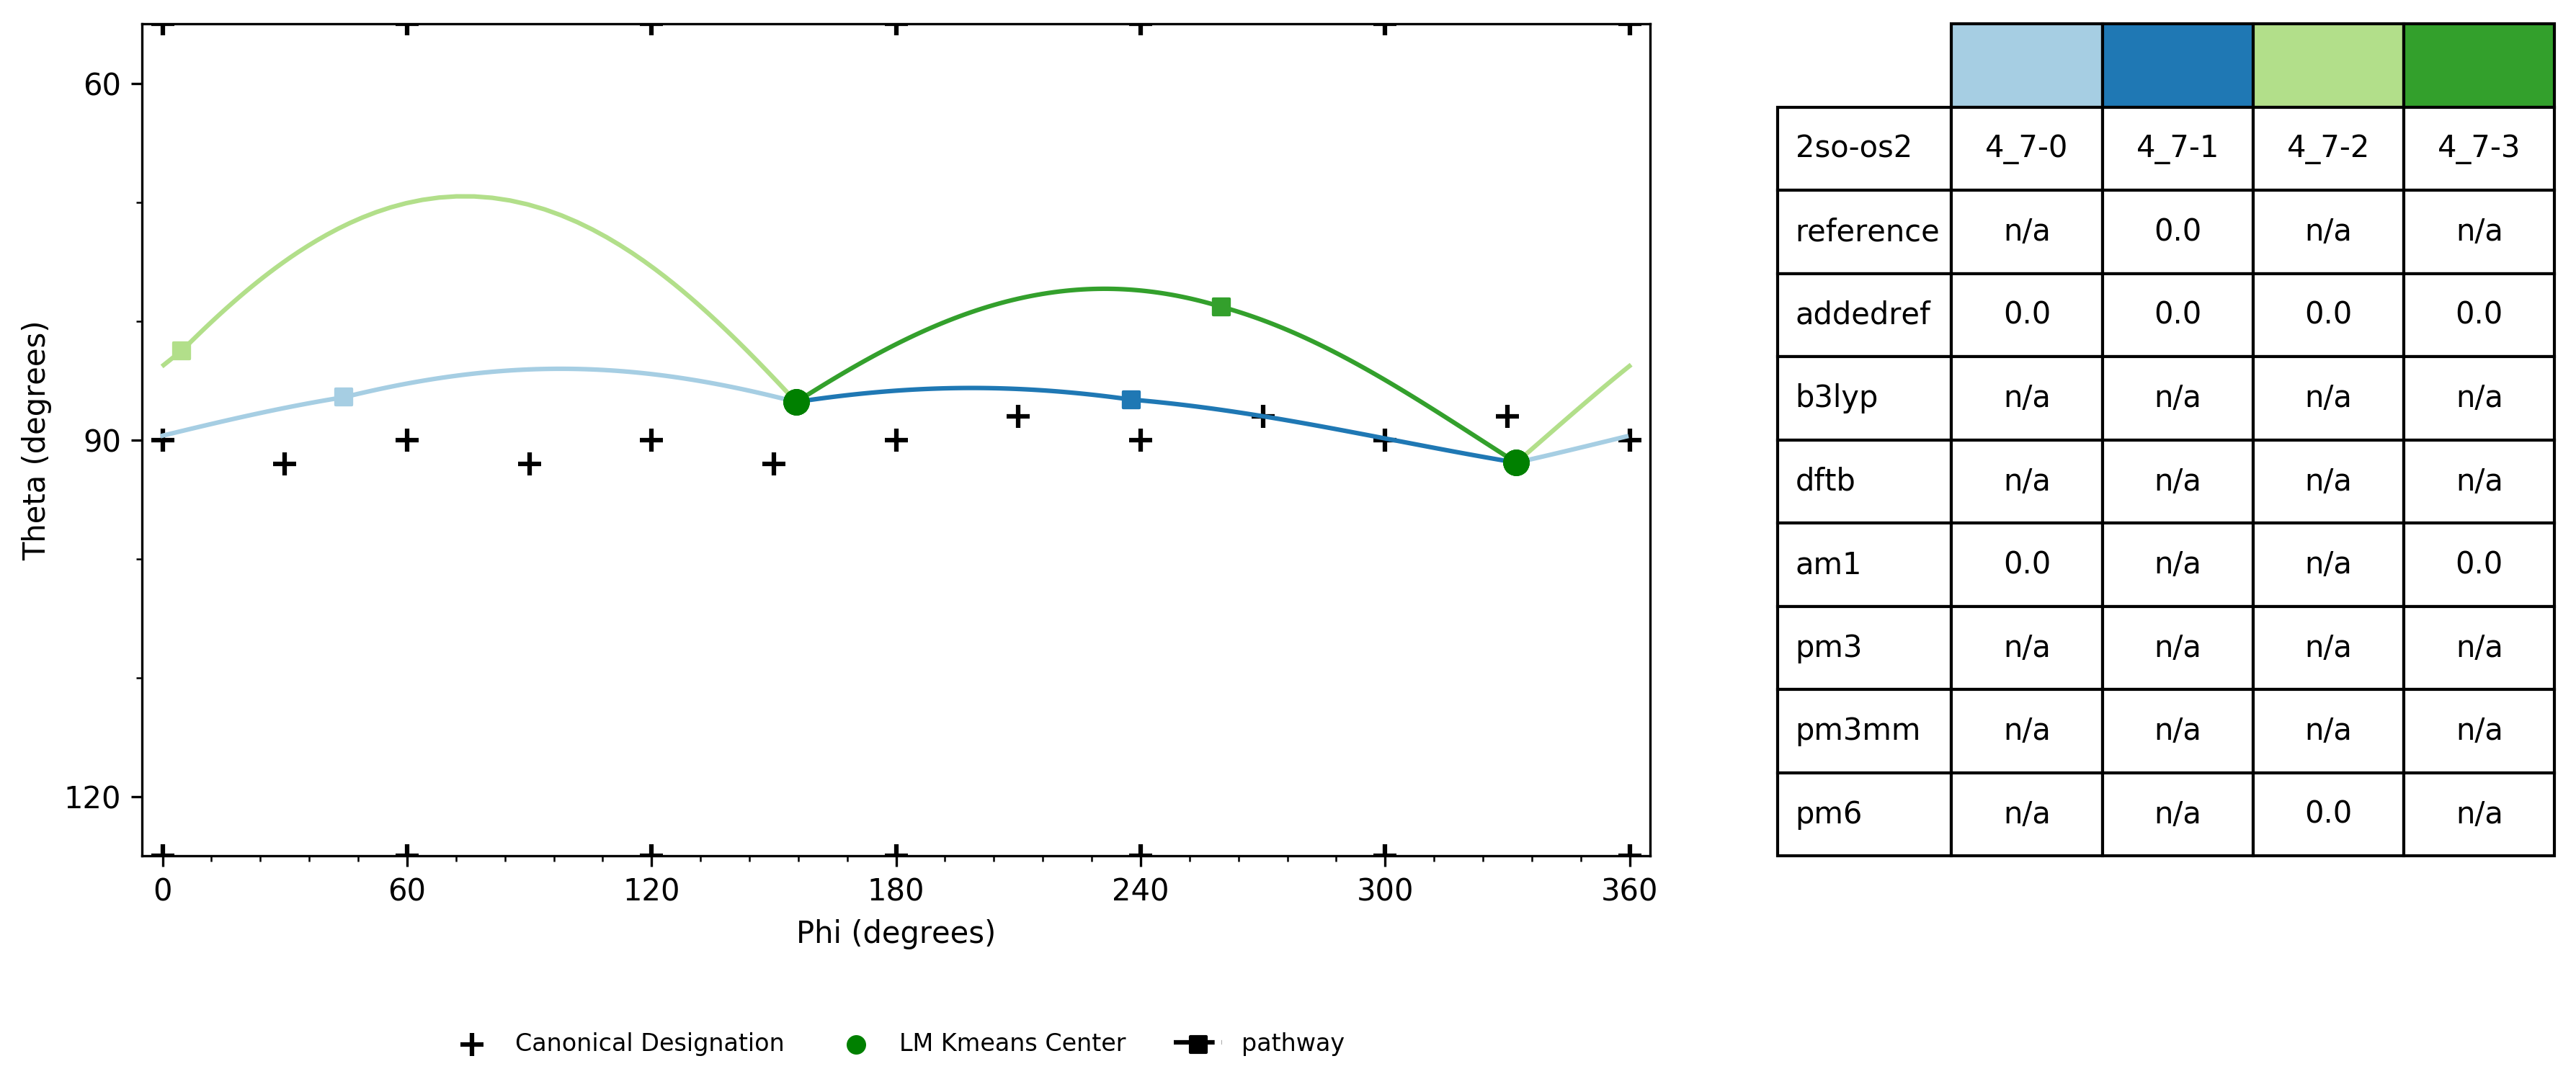 60
90
120
Theta (degrees)
0 60 120 180 240 300 360
Phi (degrees)
Canonical Designation LM Kmeans Center pathway
2so-os2 4_7-0 4_7-1 4_7-2 4_7-3
reference n/a 0.0 n/a n/a
addedref 0.0 0.0 0.0 0.0
b3lyp n/a n/a n/a n/a
dftb n/a n/a n/a n/a
am1 0.0 n/a n/a 0.0
pm3 n/a n/a n/a n/a
pm3mm n/a n/a n/a n/a
pm6 n/a n/a 0.0 n/a